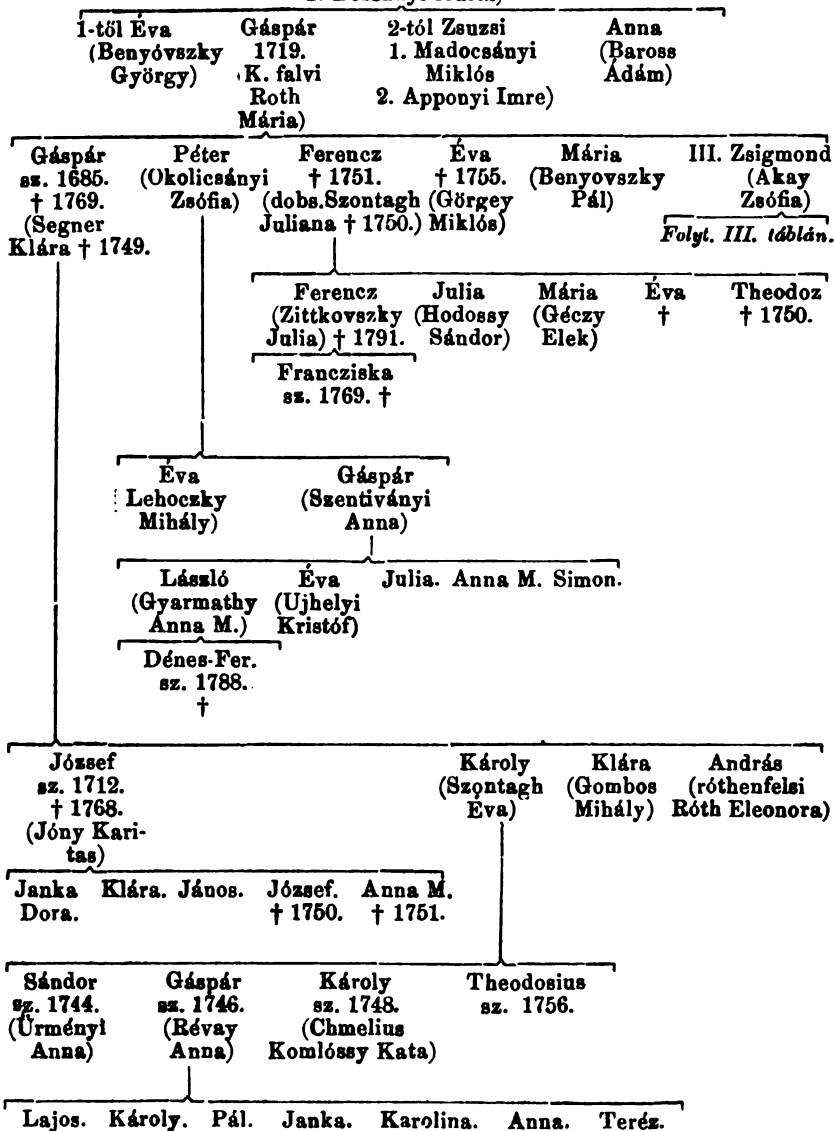 1-től Éva Gáspár 2-tól Zsuzsi Anna
(Benyóvszky 1719. 1. Madocsányi (Baross
György) K. falvi Miklós Ádám)
Roth 2. Apponyi Imre)
Mária)
Gáspár Péter Ferencz Éva Mária III. Zsigmond
sz. 1685. (Okolicsányi † 1751. † 1755. (Benyovszky (Akay
† 1769. Zsófia) (dobs.Szontagh (Görgey Pál) Zsófia)
(Segner Juliana † 1750.) Miklós) Folyt. III. táblán.
Klára † 1749.
Ferencz Julia Mária Éva Theodoz
(Zittkovszky (Hodossy (Géczy † † 1750.
Julia) † 1791. Sándor) Elek)
Francziska
sz. 1769. †
Éva Gáspár
Lehoczky (Szentiványi
Mihály) Anna)
László Éva Julia. Anna M. Simon.
(Gyarmathy (Ujhelyi
Anna M.) Kristóf)
Dénes-Fer.
sz. 1788.
†
József Károly Klára András
sz. 1712. (Szontagh (Gombos (róthenfelsi
† 1768. Éva) Mihály) Róth Eleonora)
(Jóny Kari-
tas)
Janka Klára. János. József. Anna M.
Dora. † 1750. † 1751.
Sándor Gáspár Károly Theodosius
sz. 1744. sz. 1746. sz. 1748. sz. 1756.
(Ürményi (Révay (Chmelius
Anna) Anna) Komlóssy Kata)
Lajos. Károly. Pál. Janka. Karolina. Anna. Teréz.